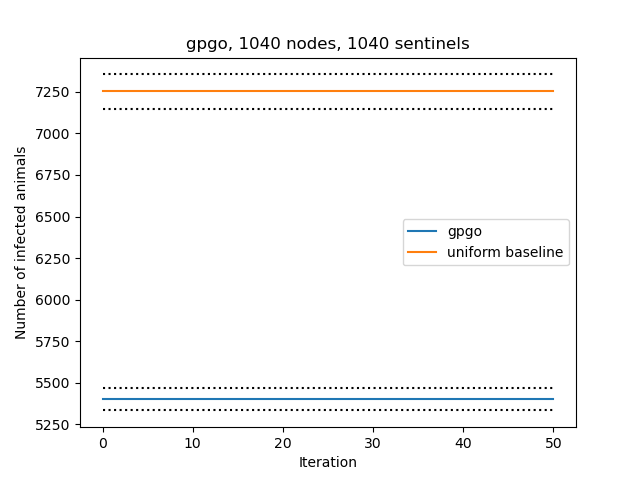 gpgo, 1040 nodes, 1040 sentinels
Number of infected animals
7250
7000
6750
6500
6250
6000
5750
5500
5250
gpgo
uniform baseline
0 10 20 30 40 50
Iteration